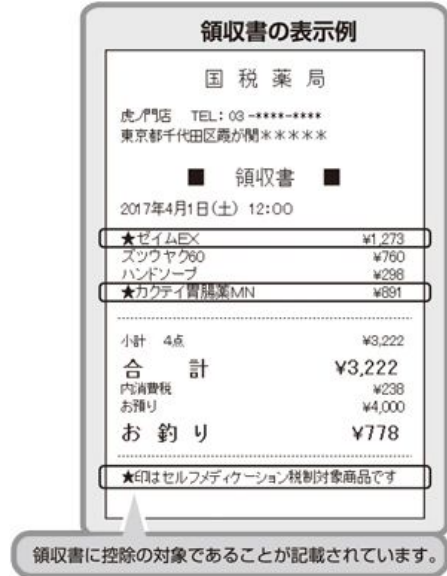 領収書の表示例
国税薬局
虎ノ門店 TEL:03-****-****
東京都千代田区霞が関*****
■ 領収書 ■
2017年4月1日(土) 12:00
★ゼイムEX ¥1,273
ズツウヤク60 ¥760
ハンドソープ ¥298
★カクテイ胃腸薬MN ¥891
小計 4点 ¥3,222
合計 ¥3,222
内消費税 ¥238
お預り ¥4,000
お釣り ¥778
★印はセルフメディケーション税制対象商品です
領収書に控除の対象であることが記載されています。